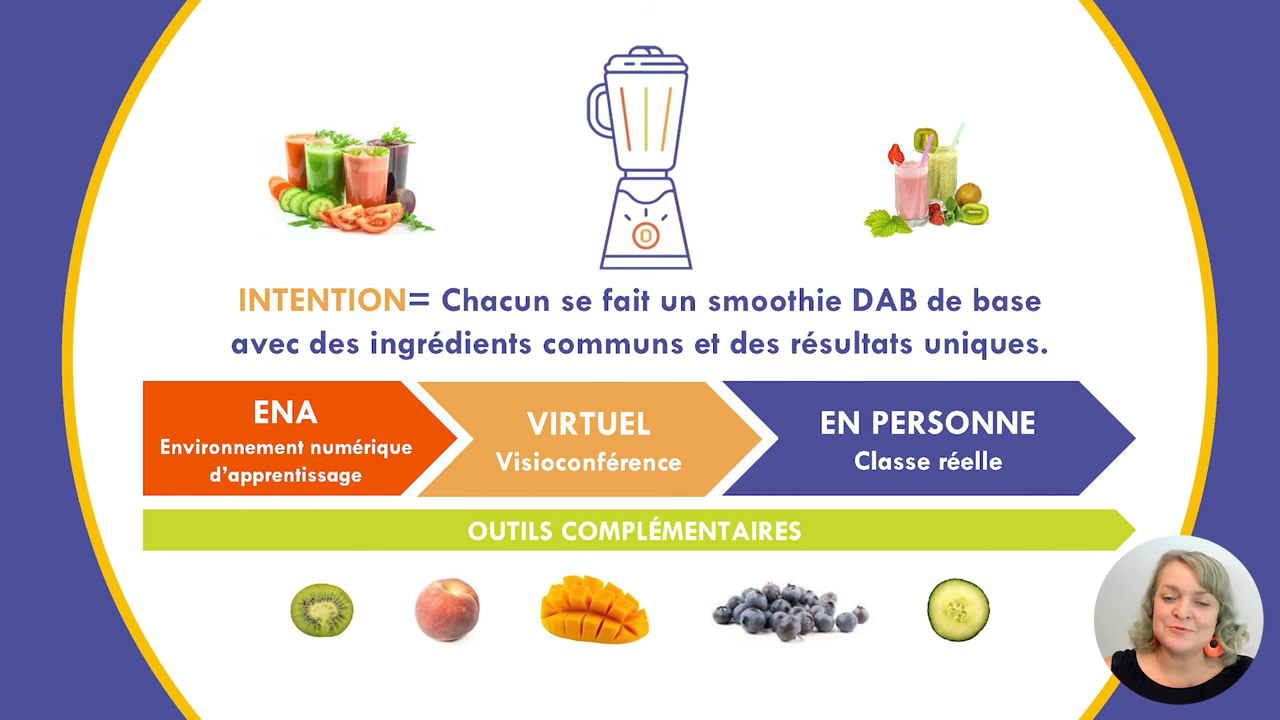 INTENTION= Chacun se fait un smoothie DAB de base
avec des ingrédients communs et des résultats uniques.
ENA
Environnement numérique
d’apprentissage
VIRTUEL
Visioconférence
EN PERSONNE
Classe réelle
OUTILS COMPLÉMENTAIRES